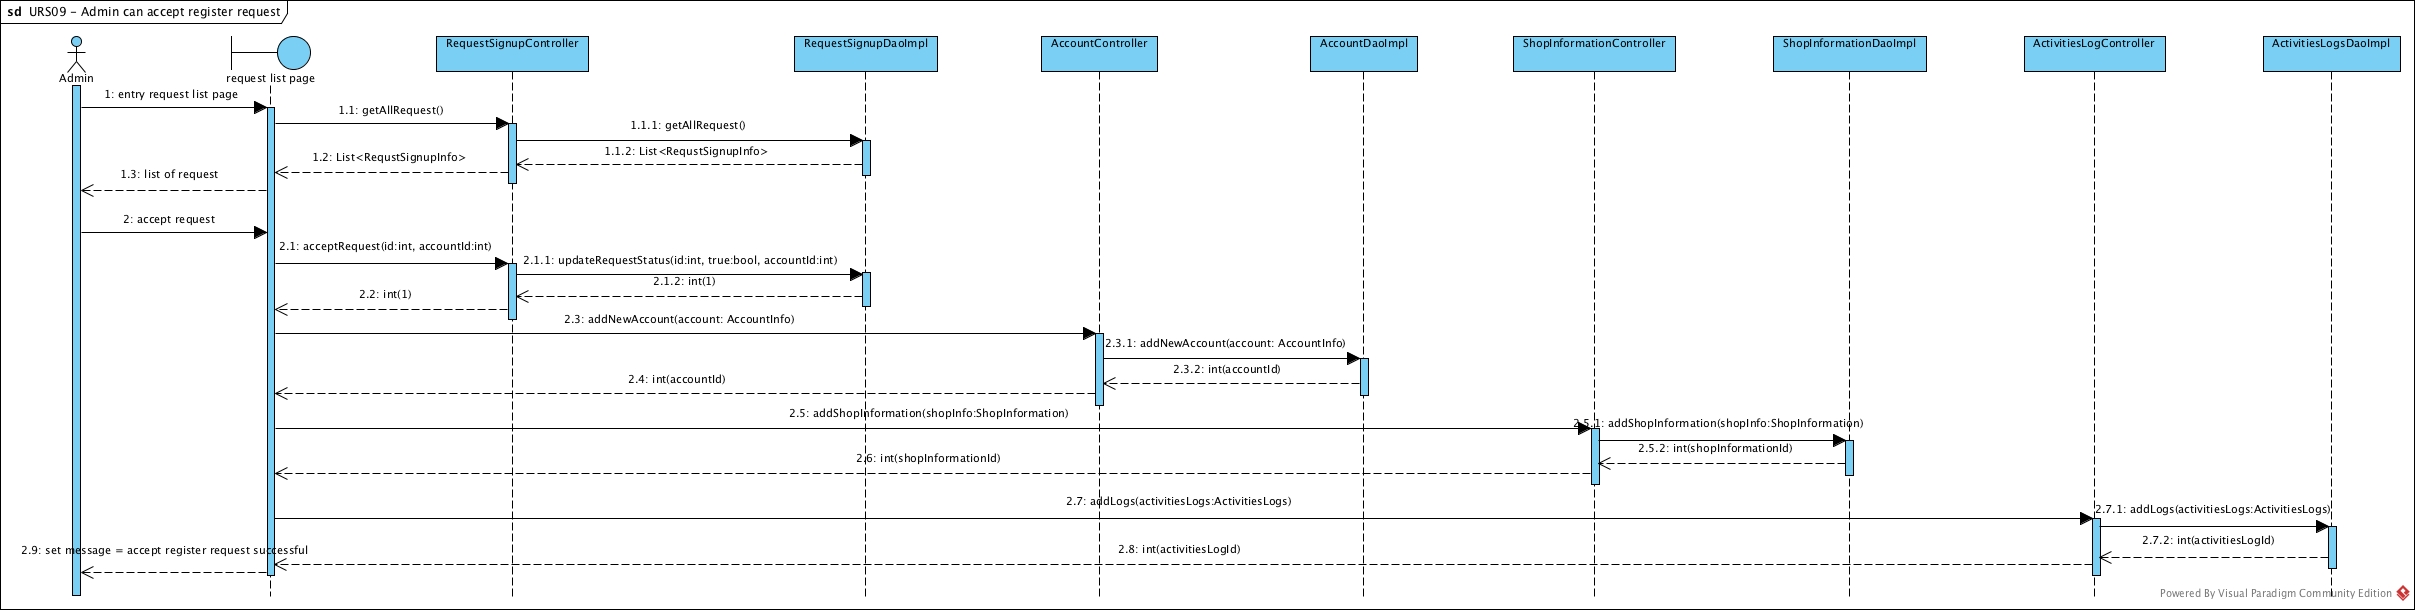 sd URS09 - Admin can accept register request
Admin
request list page
RequestSignupController
RequestSignupDaoImpl
AccountController
AccountDaoImpl
ShopInformationController
ShopInformationDaoImpl
ActivitiesLogController
ActivitiesLogsDaoImpl
1: entry request list page
1.1: getAllRequest()
1.1.1: getAllRequest()
1.1.2: List<RequstSignupInfo>
1.2: List<RequstSignupInfo>
1.3: list of request
2: accept request
2.1: acceptRequest(id:int, accountId:int)
2.1.1: updateRequestStatus(id:int, true:bool, accountId:int)
2.1.2: int(1)
2.2: int(1)
2.3: addNewAccount(account: AccountInfo)
2.3.1: addNewAccount(account: AccountInfo)
2.3.2: int(accountId)
2.4: int(accountId)
2.5: addShopInformation(shopInfo:ShopInformation)
2.5.1: addShopInformation(shopInfo:ShopInformation)
2.5.2: int(shopInformationId)
2.6: int(shopInformationId)
2.7: addLogs(activitiesLogs:ActivitiesLogs)
2.7.1: addLogs(activitiesLogs:ActivitiesLogs)
2.7.2: int(activitiesLogId)
2.8: int(activitiesLogId)
2.9: set message = accept register request successful
Powered By Visual Paradigm Community Edition